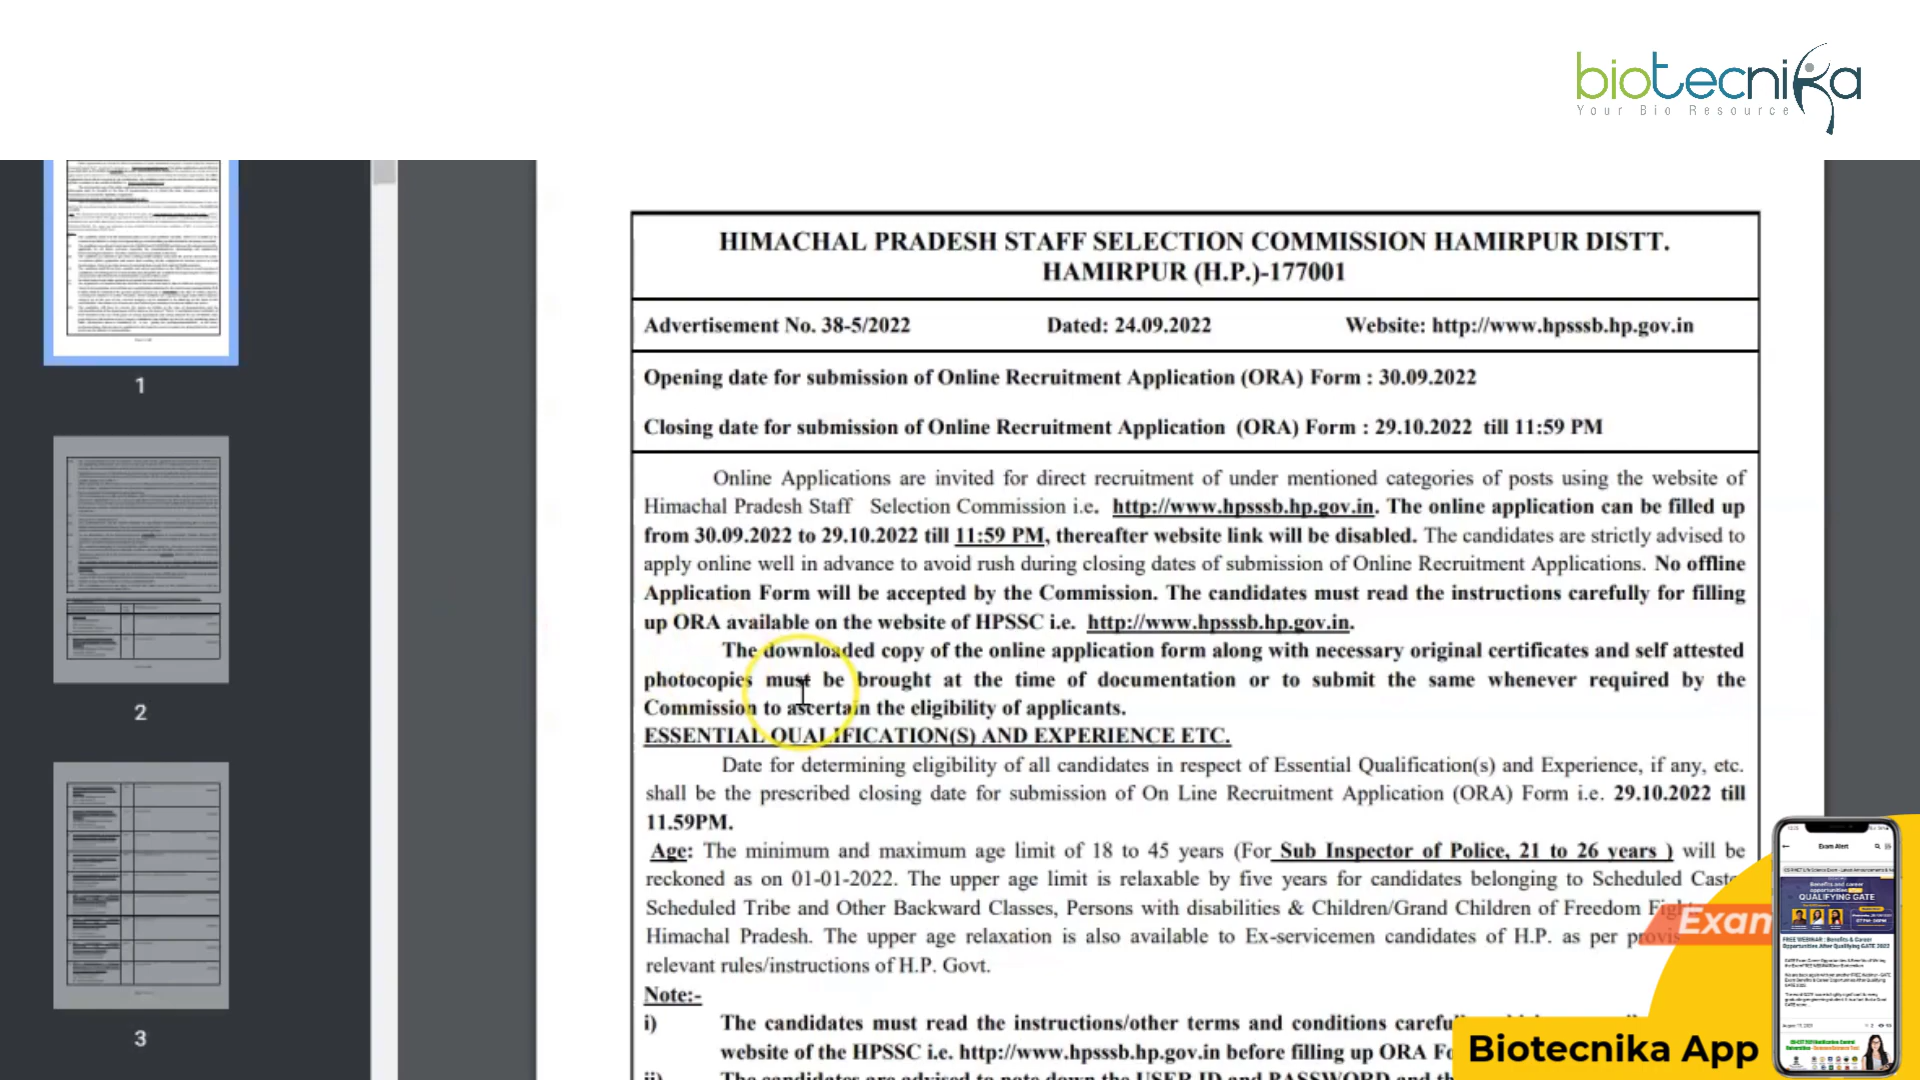 biotecnika
Your Bio Resource
HIMACHAL PRADESH STAFF SELECTION COMMISSION HAMIRPUR DISTT.
HAMIRPUR (H.P.)-177001
Advertisement No. 38-5/2022 Dated: 24.09.2022 Website: http://www.hpsssb.hp.gov.in
Opening date for submission of Online Recruitment Application (ORA) Form : 30.09.2022
Closing date for submission of Online Recruitment Application (ORA) Form : 29.10.2022 till 11:59 PM
Online Applications are invited for direct recruitment of under mentioned categories of posts using the website of
Himachal Pradesh Staff Selection Commission i.e. http://www.hpsssb.hp.gov.in. The online application can be filled up
from 30.09.2022 to 29.10.2022 till 11:59 PM, thereafter website link will be disabled. The candidates are strictly advised to
apply online well in advance to avoid rush during closing dates of submission of Online Recruitment Applications. No offline
Application Form will be accepted by the Commission. The candidates must read the instructions carefully for filling
up ORA available on the website of HPSSC i.e. http://www.hpsssb.hp.gov.in.
The downloaded copy of the online application form along with necessary original certificates and self attested
photocopies must be brought at the time of documentation or to submit the same whenever required by the
Commission to ascertain the eligibility of applicants.
ESSENTIAL QUALIFICATION(S) AND EXPERIENCE ETC.
Date for determining eligibility of all candidates in respect of Essential Qualification(s) and Experience, if any, etc.
shall be the prescribed closing date for submission of On Line Recruitment Application (ORA) Form i.e. 29.10.2022 till
11.59PM.
Age: The minimum and maximum age limit of 18 to 45 years (For Sub Inspector of Police, 21 to 26 years ) will be
reckoned as on 01-01-2022. The upper age limit is relaxable by five years for candidates belonging to Scheduled Caste
Scheduled Tribe and Other Backward Classes, Persons with disabilities & Children/Grand Children of Freedom
Himachal Pradesh. The upper age relaxation is also available to Ex-servicemen candidates of H.P. as per
relevant rules/instructions of H.P. Govt.
Note:-
i) The candidates must read the instructions/other terms and conditions
website of the HPSSC i.e. http://www.hpsssb.hp.gov.in before filling up ORA
ii) The candidates are advised to note down the USER ID and PASSWORD and
1
2
3
Exam
Exam Alert
QUALIFYING GATE
Biotecnika App